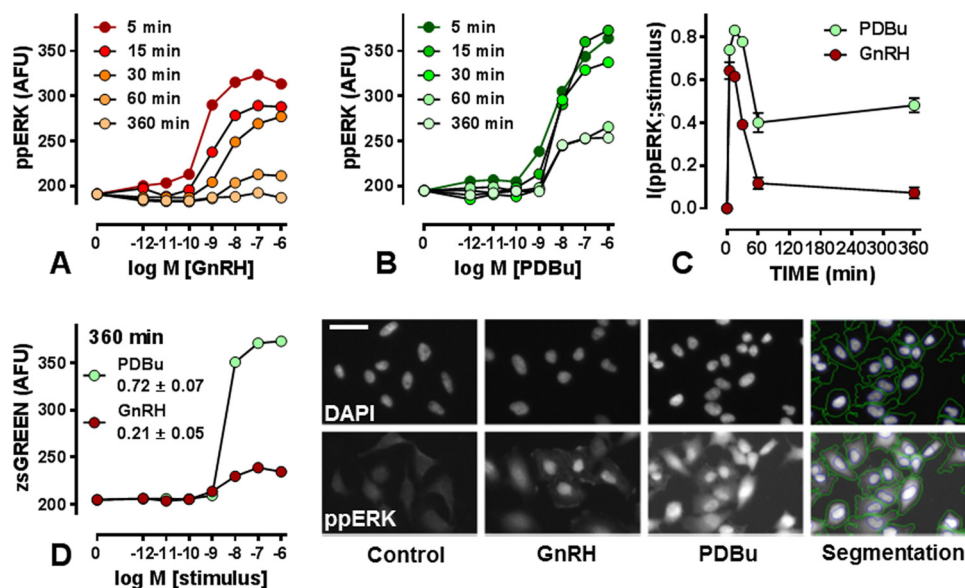 5 min
15 min
30 min
60 min
360 min
ppERK (AFU)
350
300
250
200
0 -12 -11 -10 -9 -8 -7 -6
A log M [GnRH]
5 min
15 min
30 min
60 min
360 min
ppERK (AFU)
350
300
250
200
0 -12 -11 -10 -9 -8 -7 -6
B log M [PDBu]
PDBu
GnRH
I(ppERK;stimulus)
0.8
0.6
0.4
0.2
0.0
0 60 120 180 240 300 360
C TIME (min)
360 min
PDBu
0.72 ± 0.07
GnRH
0.21 ± 0.05
zsGREEN (AFU)
350
300
250
200
0 -12 -11 -10 -9 -8 -7 -6
D log M [stimulus]
DAPI
ppERK
Control GnRH PDBu Segmentation